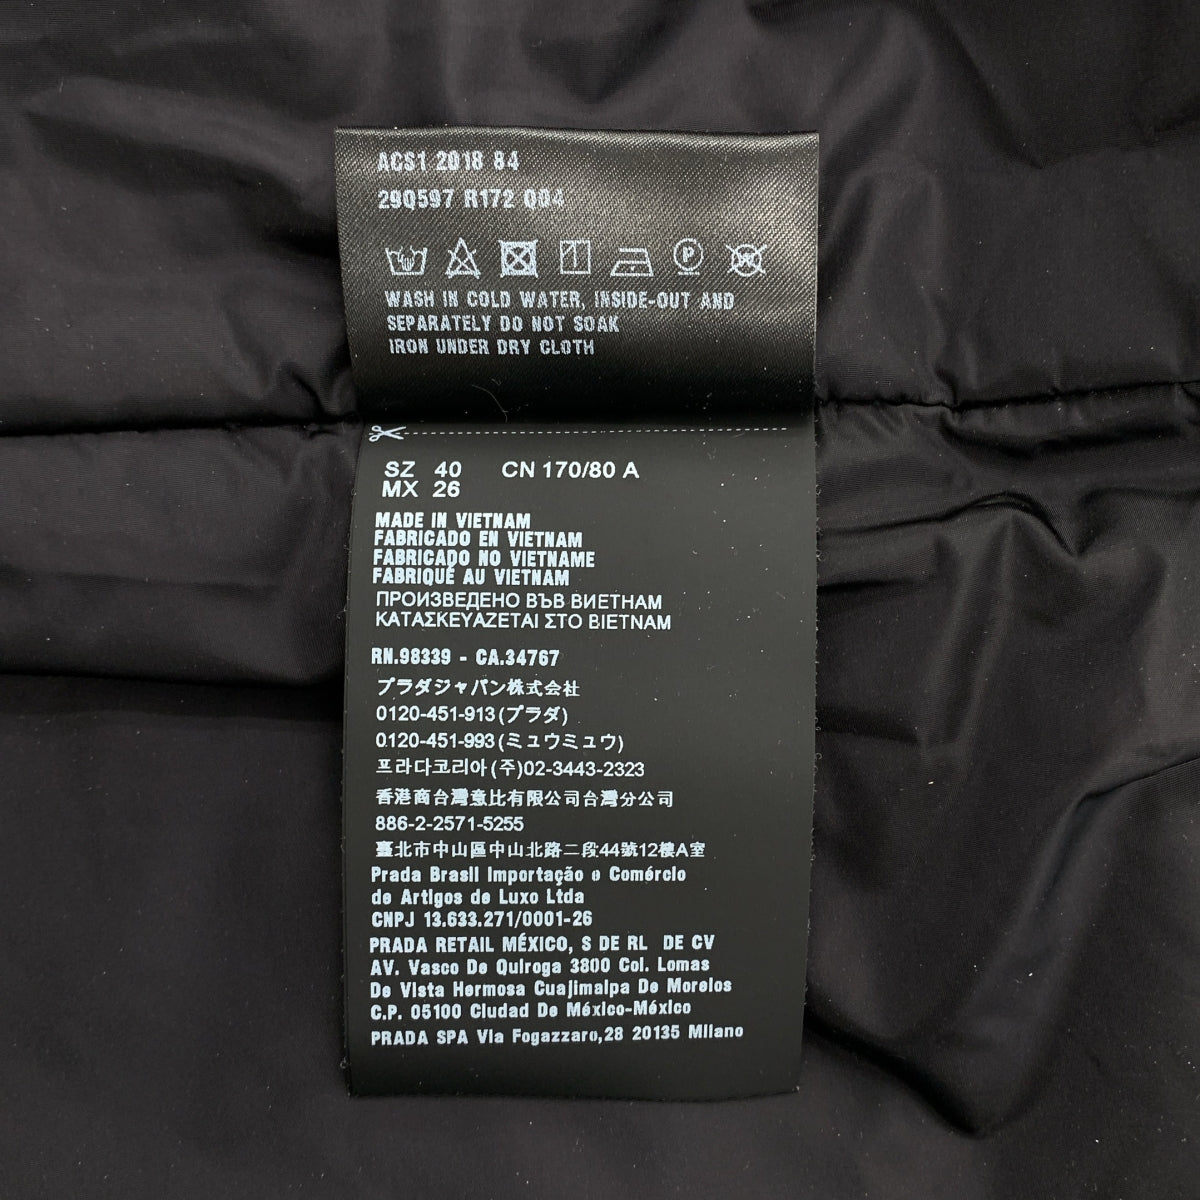 ACS1 2018 84
29Q597 R172 Q04
WASH IN COLD WATER, INSIDE-OUT AND
SEPARATELY DO NOT SOAK
IRON UNDER DRY CLOTH
SZ 40 CN 170/80 A
MX 26
MADE IN VIETNAM
FABRICADO EN VIETNAM
FABRICADO NO VIETNAME
FABRIQUÉ AU VIETNAM
ПРОИЗВЕДЕНО ВЪВ ВИЕТНАМ
ΚΑΤΑΣΚΕΥΑΖΕΤΑΙ ΣΤΟ ΒΙΕΤΝΑΜ
RN.98339 - CA.34767
プラダジャパン株式会社
0120-451-913(プラダ)
0120-451-993(ミュウミュウ)
프라다코리아(주)02-3443-2323
香港商台灣意比有限公司台灣分公司
886-2-2571-5255
臺北市中山區中山北路二段44號12樓A室
Prada Brasil Importação e Comércio
de Artigos de Luxo Ltda
CNPJ 13.633.271/0001-26
PRADA RETAIL MÉXICO, S DE RL DE CV
AV. Vasco De Quiroga 3800 Col. Lomas
De Vista Hermosa Cuajimalpa De Morelos
C.P. 05100 Ciudad De México-México
PRADA SPA Via Fogazzaro,28 20135 Milano